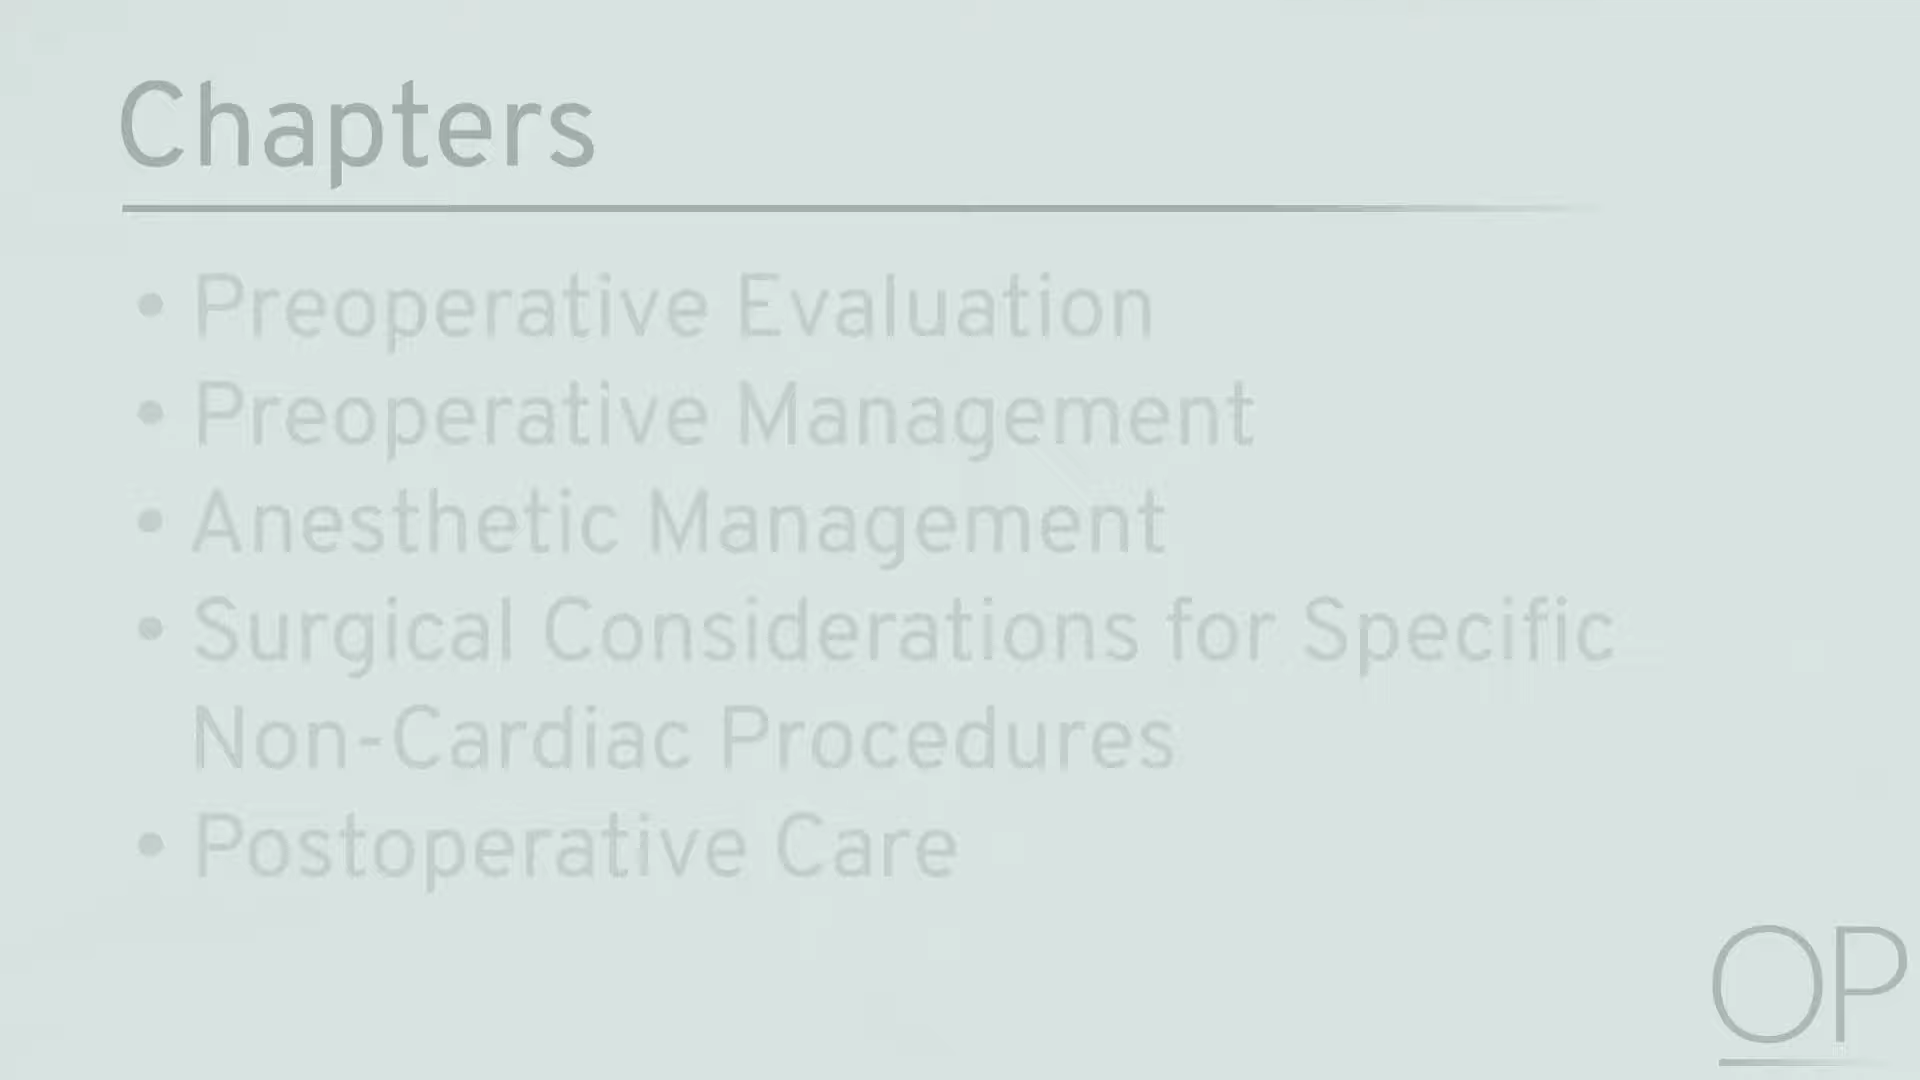 Chapters
• Preoperative Evaluation
• Preoperative Management
• Anesthetic Management
• Surgical Considerations for Specific
Non-Cardiac Procedures
• Postoperative Care
OP